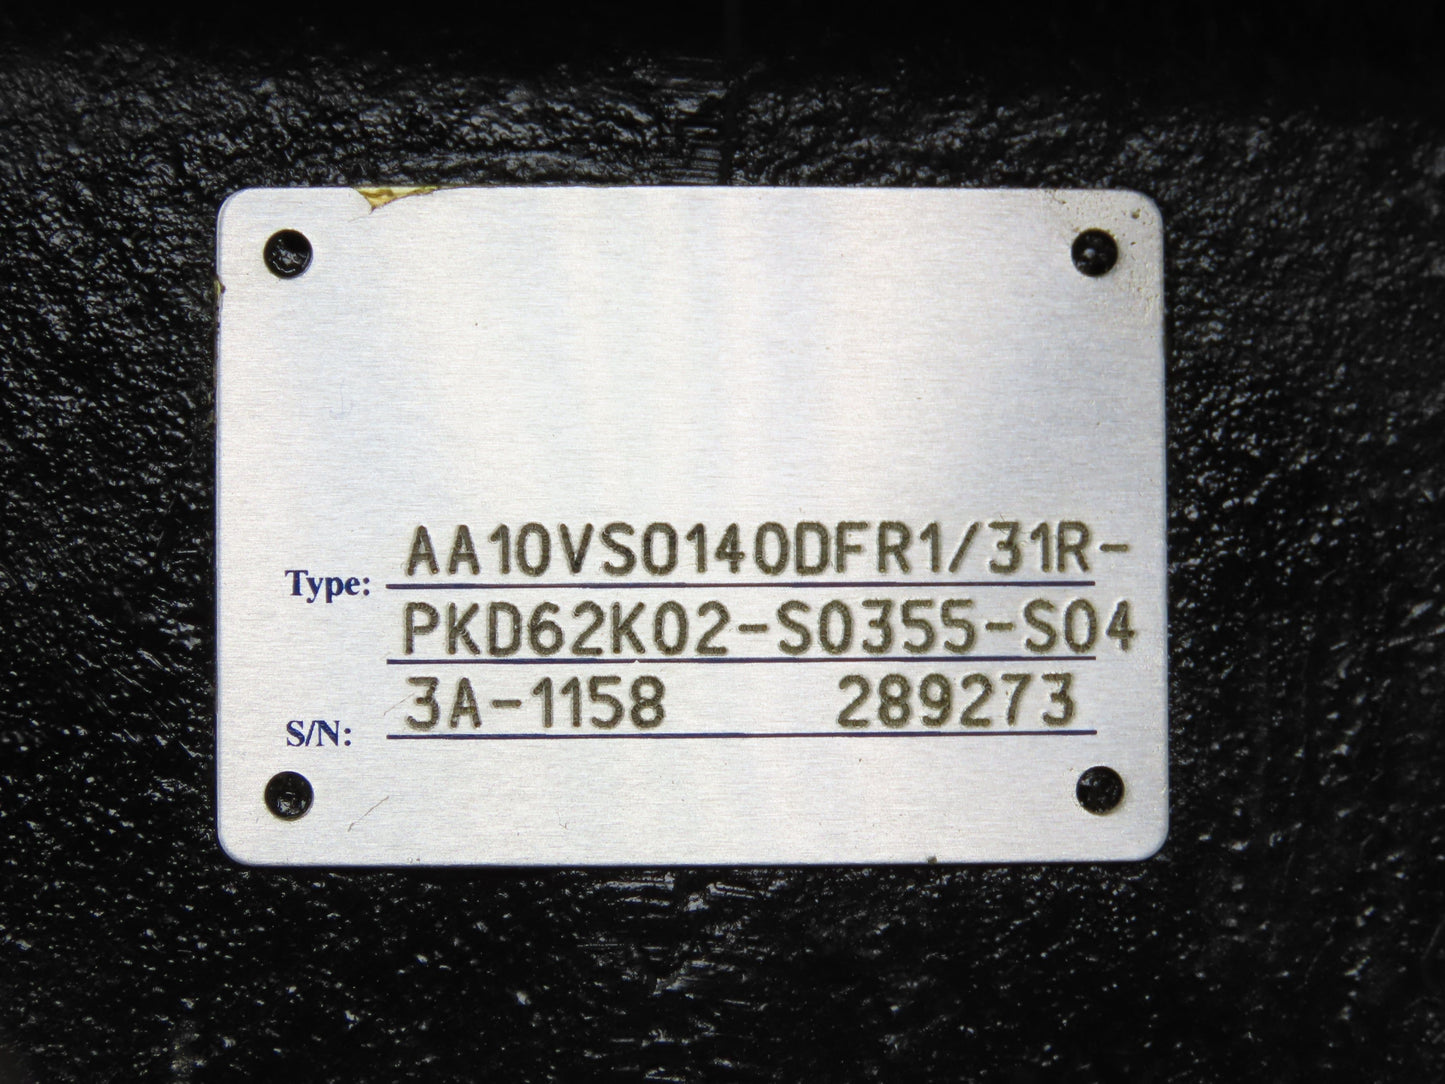 Type: AA10VSO140DFR1/31R-
PKD62K02-S0355-S04
S/N: 3A-1158 289273